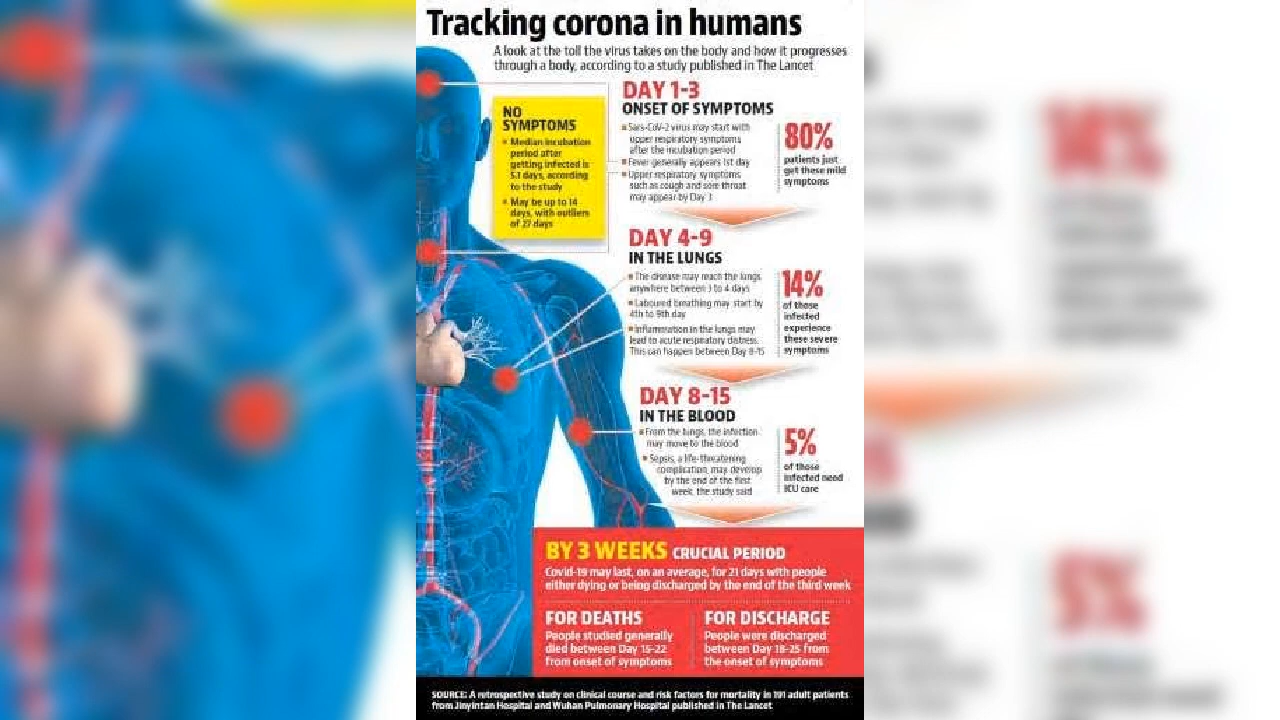 Tracking corona in humans
A look at the toll the virus takes on the body and how it progresses
through a body, according to a study published in The Lancet
NO
SYMPTOMS
Median incubation
period after
getting infected is
5.1 days, according
to the study
May be up to 14
days, with outliers
of 27 days
DAY 1-3
ONSET OF SYMPTOMS
Sars-CoV-2 virus may start with
upper respiratory symptoms
after the incubation period
Fever generally appears 1st day
Upper respiratory symptoms
such as cough and sore throat
may appear by Day 3
80%
patients just
get these mild
symptoms
DAY 4-9
IN THE LUNGS
The disease may reach the lungs
anywhere between 3 to 4 days
Laboured breathing may start by
4th to 9th day
Inflammation in the lungs may
lead to acute respiratory distress.
This can happen between Day 8-15
14%
of those
infected
experience
these severe
symptoms
DAY 8-15
IN THE BLOOD
From the lungs, the infection
may move to the blood
Sepsis, a life-threatening
complication, may develop
by the end of the first
week, the study said
5%
of those
infected need
ICU care
BY 3 WEEKS CRUCIAL PERIOD
Covid-19 may last, on an average, for 21 days with people
either dying or being discharged by the end of the third week
FOR DEATHS
People studied generally
died between Day 15-22
from onset of symptoms
FOR DISCHARGE
People were discharged
between Day 18-25 from
the onset of symptoms
SOURCE: A retrospective study on clinical course and risk factors for mortality in 191 adult patients
from Jinyintan Hospital and Wuhan Pulmonary Hospital published in The Lancet